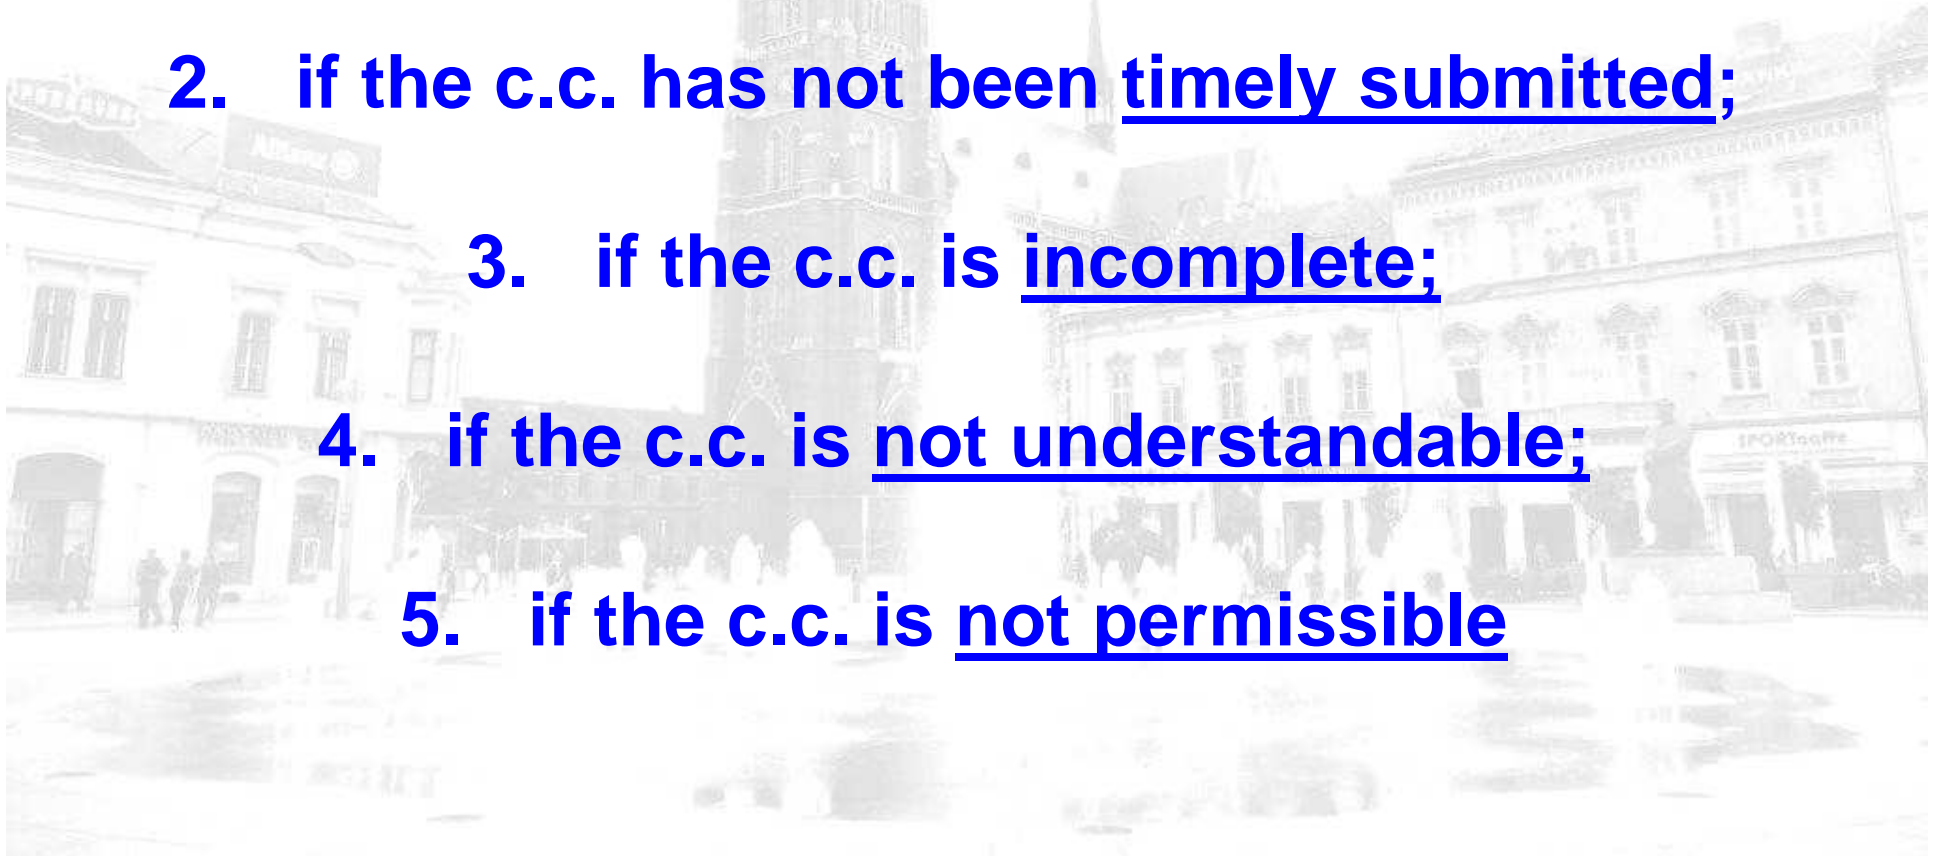 2. if the c.c. has not been timely submitted;
3. if the c.c. is incomplete;
4. if the c.c. is not understandable;
5. if the c.c. is not permissible